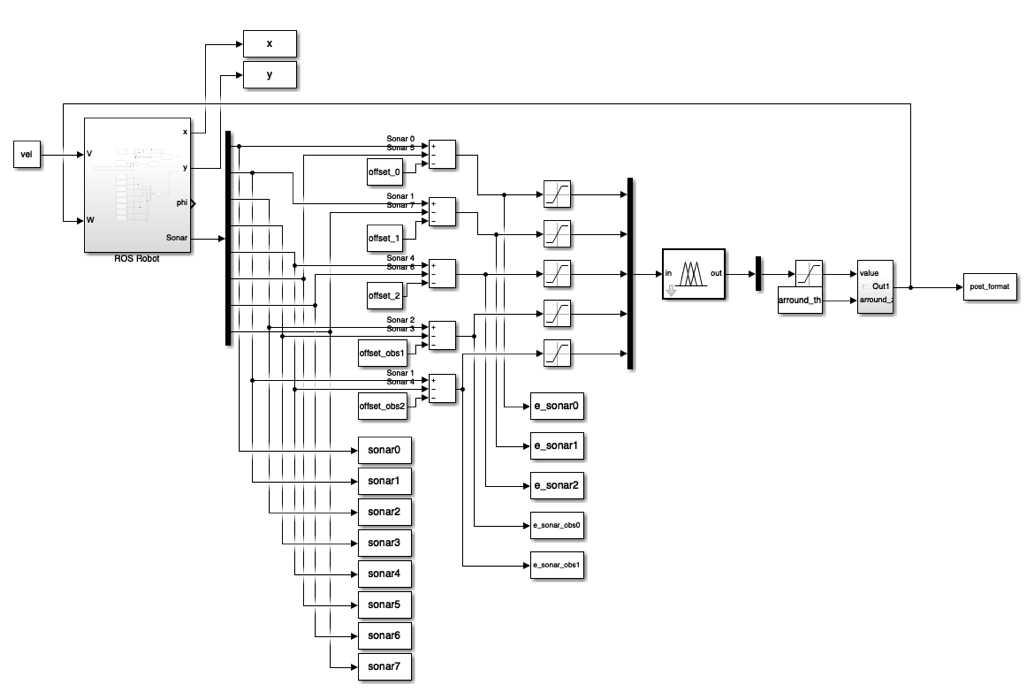 x
y
vel
V
W
x
y
phi
Sonar
ROS Robot
Sonar 0
Sonar 5
+
−
−
offset_0
Sonar 1
Sonar 7
+
−
−
offset_1
Sonar 4
Sonar 6
+
−
−
offset_2
Sonar 2
Sonar 3
+
−
−
offset_obs1
Sonar 1
Sonar 4
+
−
−
offset_obs2
in
out
arround_th
value
Out1
post_format
e_sonar0
e_sonar1
e_sonar2
e_sonar_obs0
e_sonar_obs1
sonar0
sonar1
sonar2
sonar3
sonar4
sonar5
sonar6
sonar7